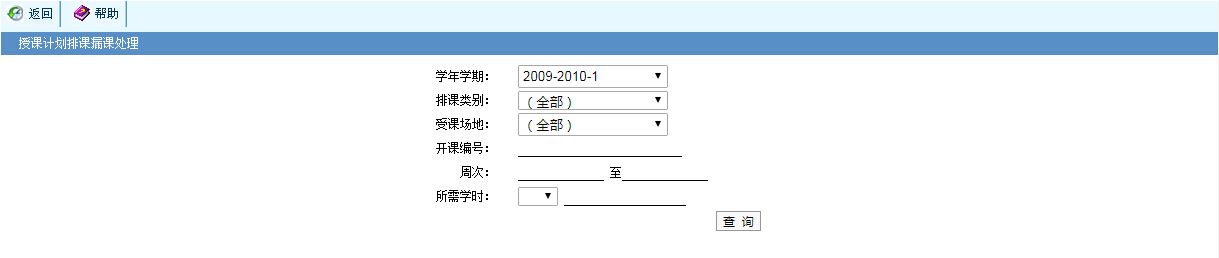 返回 帮助
授课计划排课漏课处理
学年学期: 2009-2010-1
排课类别: （全部）
受课场地: （全部）
开课编号:
周次: 至
所需学时:
查 询